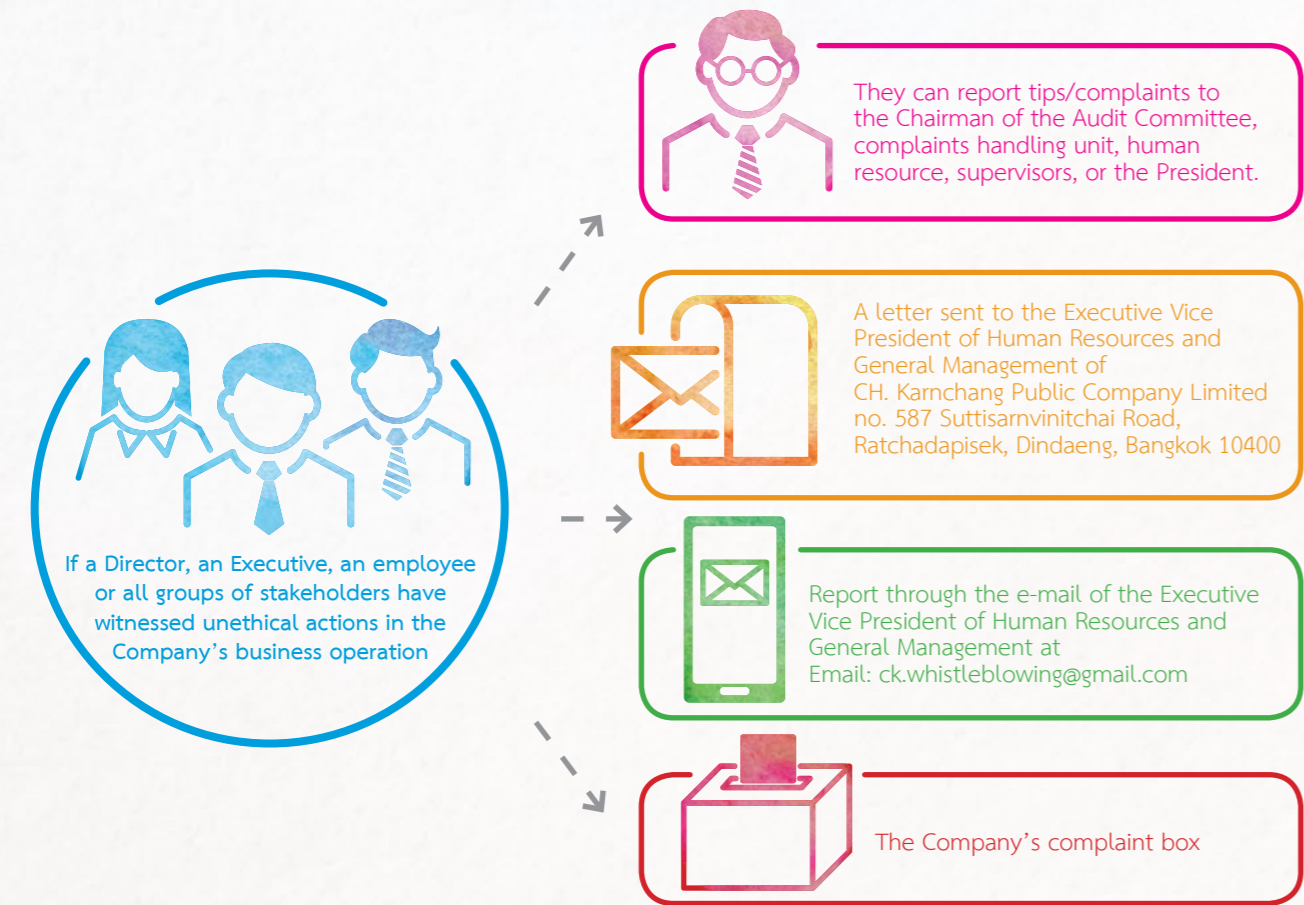 If a Director, an Executive, an employee
or all groups of stakeholders have
witnessed unethical actions in the
Company's business operation
They can report tips/complaints to
the Chairman of the Audit Committee,
complaints handling unit, human
resource, supervisors, or the President.
A letter sent to the Executive Vice
President of Human Resources and
General Management of
CH. Karnchang Public Company Limited
no. 587 Suttisarnvinitchai Road,
Ratchadapisek, Dindaeng, Bangkok 10400
Report through the e-mail of the Executive
Vice President of Human Resources and
General Management at
Email: ck.whistleblowing@gmail.com
The Company's complaint box